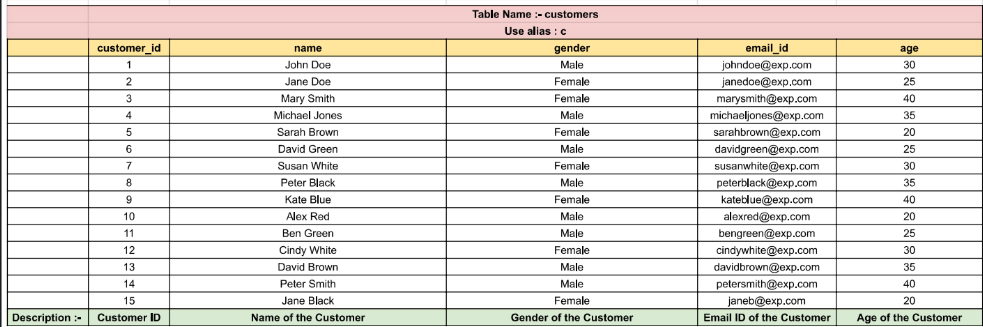 Table Name :- customers
Use alias : c
customer_id name gender email_id age
1 John Doe Male johndoe@exp.com 30
2 Jane Doe Female janedoe@exp.com 25
3 Mary Smith Female marysmith@exp.com 40
4 Michael Jones Male michaeljones@exp.com 35
5 Sarah Brown Female sarahbrown@exp.com 20
6 David Green Male davidgreen@exp.com 25
7 Susan White Female susanwhite@exp.com 30
8 Peter Black Male peterblack@exp.com 35
9 Kate Blue Female kateblue@exp.com 40
10 Alex Red Male alexred@exp.com 20
11 Ben Green Male bengreen@exp.com 25
12 Cindy White Female cindywhite@exp.com 30
13 David Brown Male davidbrown@exp.com 35
14 Peter Smith Male petersmith@exp.com 40
15 Jane Black Female janeb@exp.com 20
Description :- Customer ID Name of the Customer Gender of the Customer Email ID of the Customer Age of the Customer